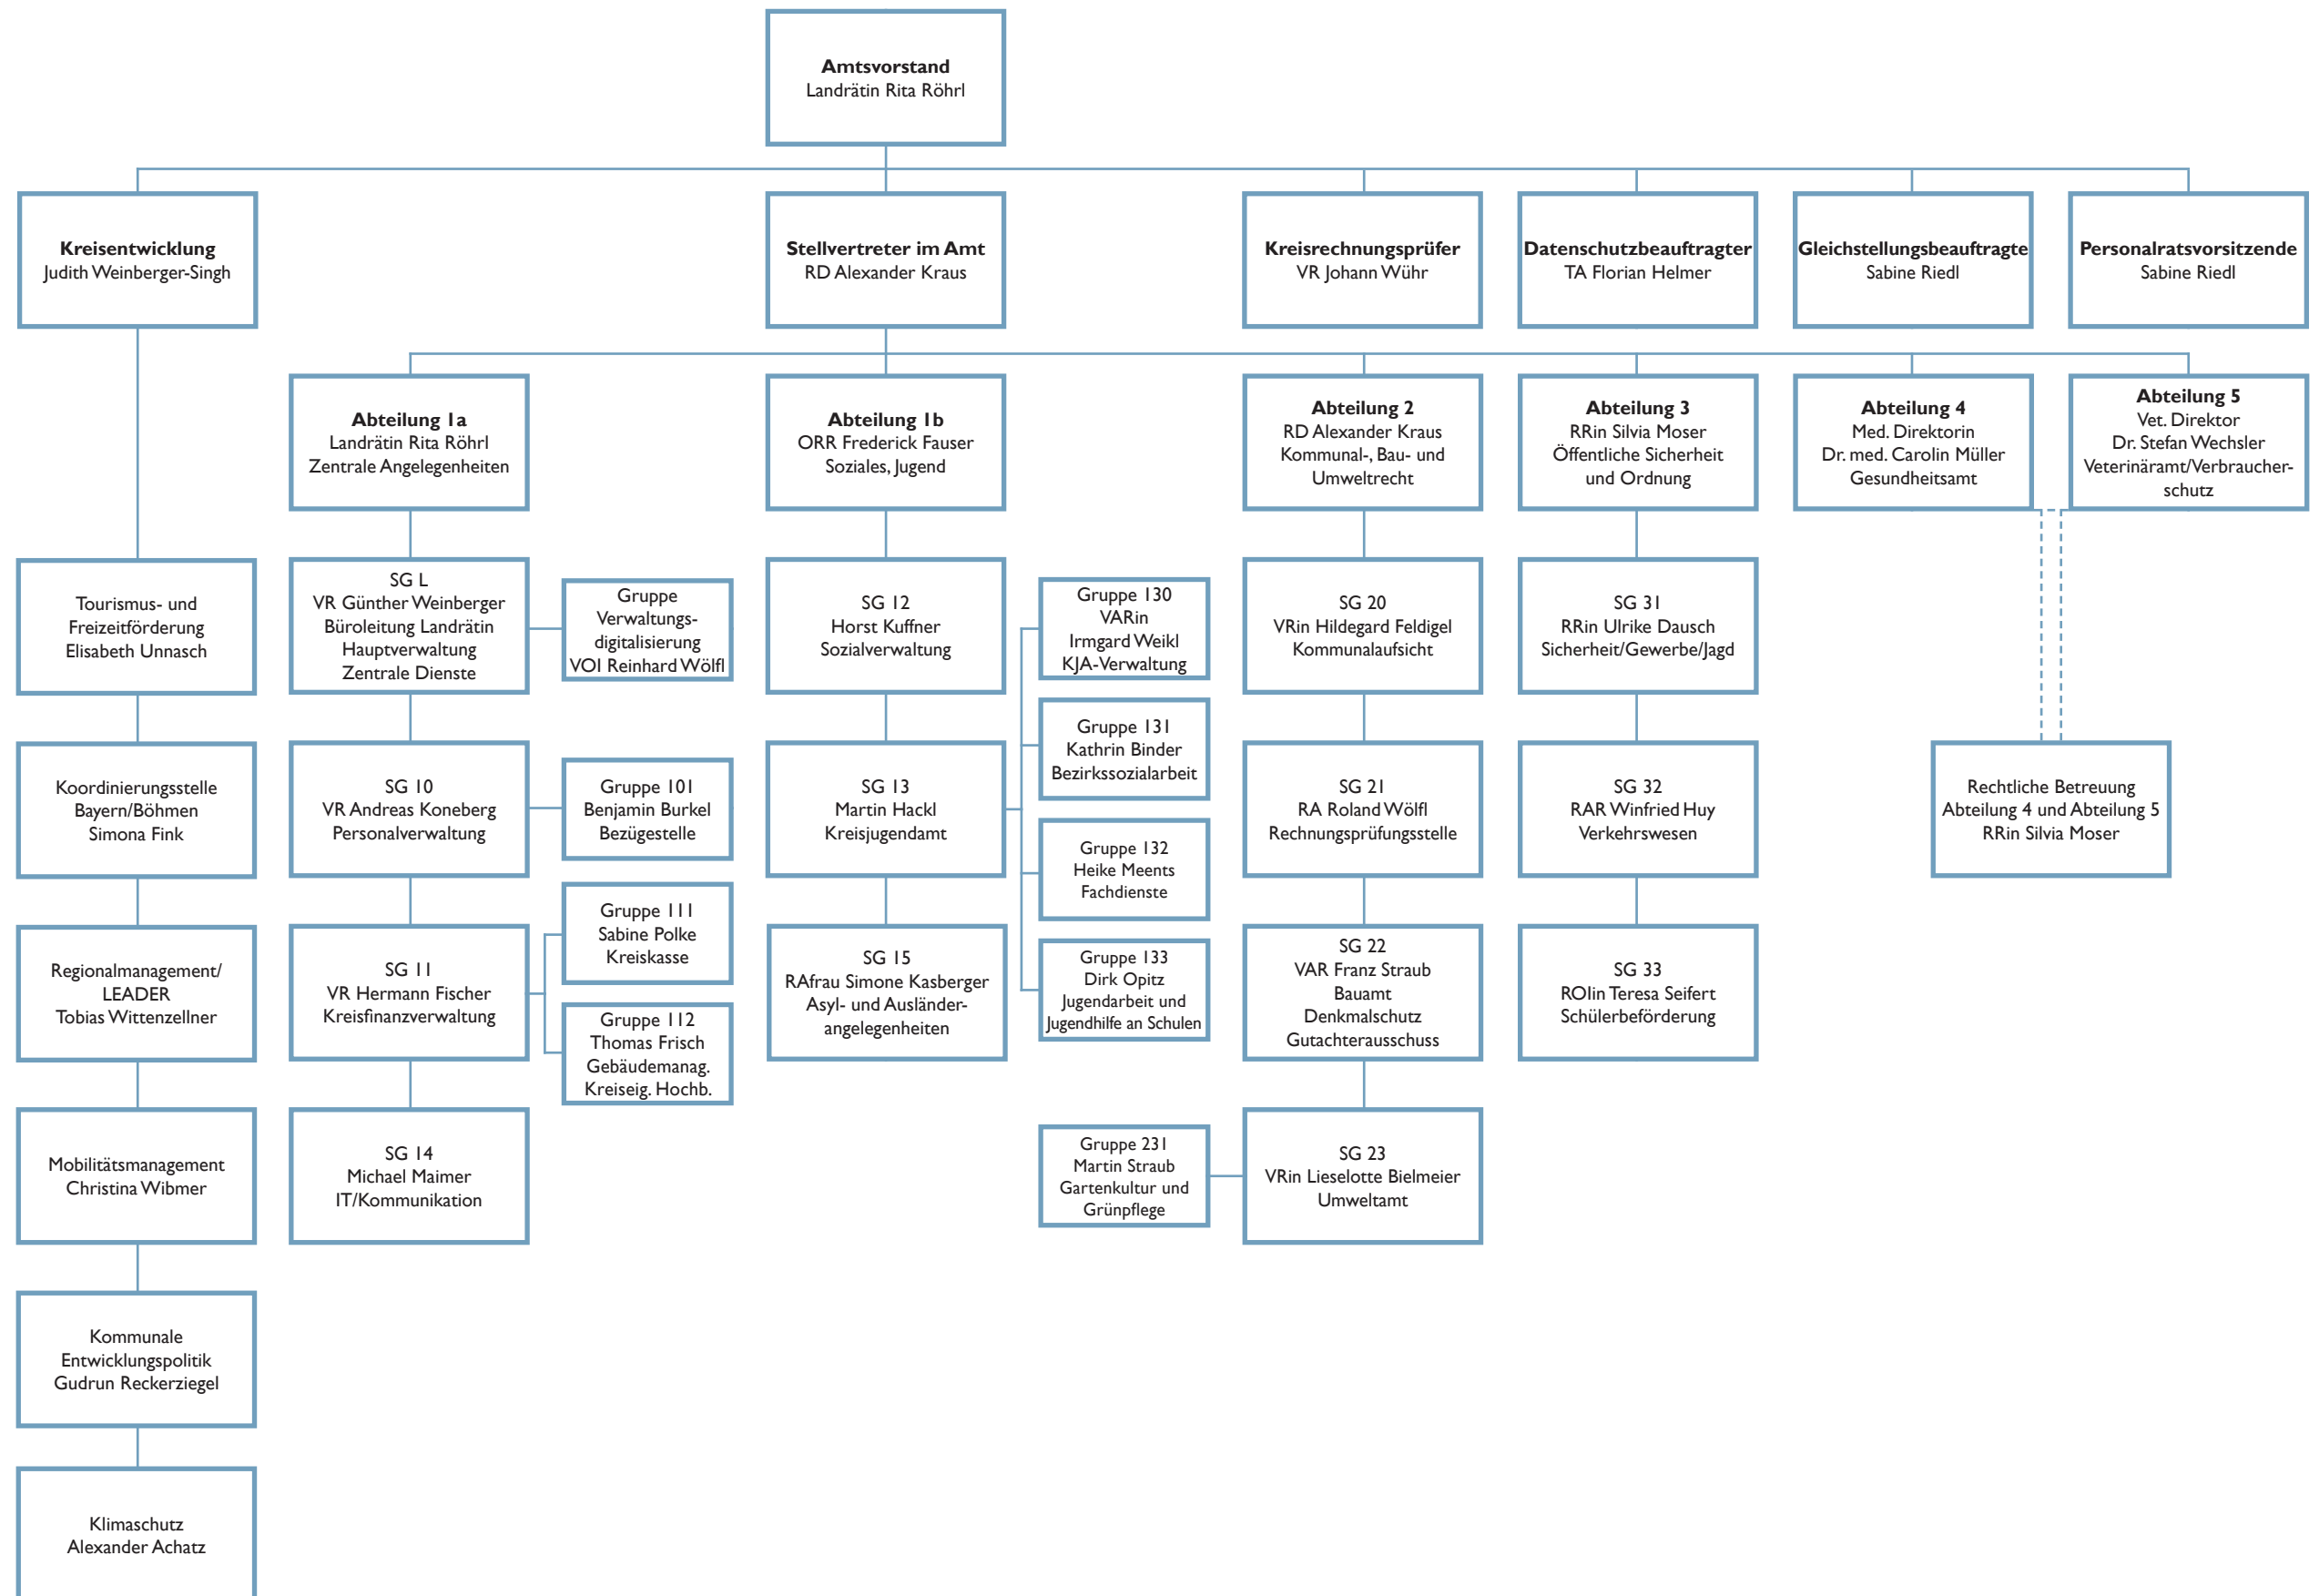 Amtsvorstand
Landrätin Rita Röhrl
Kreisentwicklung
Judith Weinberger-Singh
Stellvertreter im Amt
RD Alexander Kraus
Kreisrechnungsprüfer
VR Johann Wühr
Datenschutzbeauftragter
TA Florian Helmer
Gleichstellungsbeauftragte
Sabine Riedl
Personalratsvorsitzende
Sabine Riedl
Abteilung 1a
Landrätin Rita Röhrl
Zentrale Angelegenheiten
Abteilung 1b
ORR Frederick Fauser
Soziales, Jugend
Abteilung 2
RD Alexander Kraus
Kommunal-, Bau- und
Umweltrecht
Abteilung 3
RRin Silvia Moser
Öffentliche Sicherheit
und Ordnung
Abteilung 4
Med. Direktorin
Dr. med. Carolin Müller
Gesundheitsamt
Abteilung 5
Vet. Direktor
Dr. Stefan Wechsler
Veterinäramt/Verbraucher-
schutz
Tourismus- und
Freizeitförderung
Elisabeth Unnasch
SG L
VR Günther Weinberger
Büroleitung Landrätin
Hauptverwaltung
Zentrale Dienste
Gruppe
Verwaltungs-
digitalisierung
VOI Reinhard Wölfl
SG 12
Horst Kuffner
Sozialverwaltung
Gruppe 130
VARin
Irmgard Weikl
KJA-Verwaltung
SG 20
VRin Hildegard Feldigel
Kommunalaufsicht
SG 31
RRin Ulrike Dausch
Sicherheit/Gewerbe/Jagd
Gruppe 131
Kathrin Binder
Bezirkssozialarbeit
Koordinierungsstelle
Bayern/Böhmen
Simona Fink
SG 10
VR Andreas Koneberg
Personalverwaltung
Gruppe 101
Benjamin Burkel
Bezügestelle
SG 13
Martin Hackl
Kreisjugendamt
Gruppe 132
Heike Meents
Fachdienste
SG 21
RA Roland Wölfl
Rechnungsprüfungsstelle
SG 32
RAR Winfried Huy
Verkehrswesen
Rechtliche Betreuung
Abteilung 4 und Abteilung 5
RRin Silvia Moser
Regionalmanagement/
LEADER
Tobias Wittenzellner
SG 11
VR Hermann Fischer
Kreisfinanzverwaltung
Gruppe 111
Sabine Polke
Kreiskasse
Gruppe 112
Thomas Frisch
Gebäudemanag.
Kreiseig. Hochb.
SG 15
RAfrau Simone Kasberger
Asyl- und Ausländer-
angelegenheiten
Gruppe 133
Dirk Opitz
Jugendarbeit und
Jugendhilfe an Schulen
SG 22
VAR Franz Straub
Bauamt
Denkmalschutz
Gutachterausschuss
SG 33
ROIin Teresa Seifert
Schülerbeförderung
Mobilitätsmanagement
Christina Wibmer
SG 14
Michael Maimer
IT/Kommunikation
Gruppe 231
Martin Straub
Gartenkultur und
Grünpflege
SG 23
VRin Lieselotte Bielmeier
Umweltamt
Kommunale
Entwicklungspolitik
Gudrun Reckerziegel
Klimaschutz
Alexander Achatz